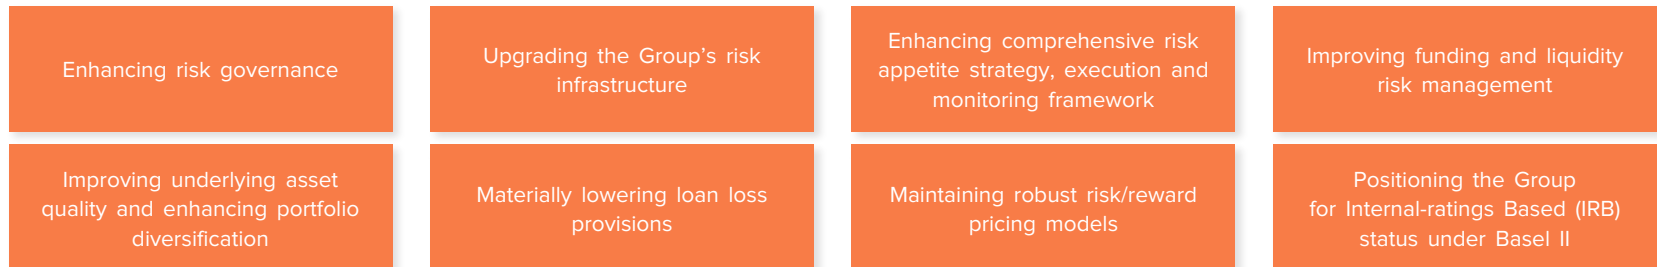 Enhancing risk governance
Upgrading the Group's risk
infrastructure
Enhancing comprehensive risk
appetite strategy, execution and
monitoring framework
Improving funding and liquidity
risk management
Improving underlying asset
quality and enhancing portfolio
diversification
Materially lowering loan loss
provisions
Maintaining robust risk/reward
pricing models
Positioning the Group
for Internal-ratings Based (IRB)
status under Basel II